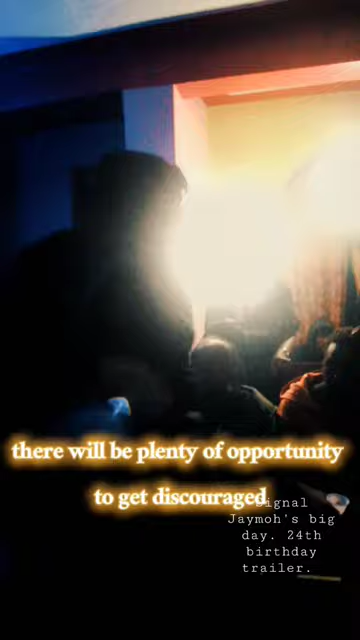 there will be plenty of opportunity
to get discouraged
Signal
Jaymoh's big
day. 24th
birthday
trailer.